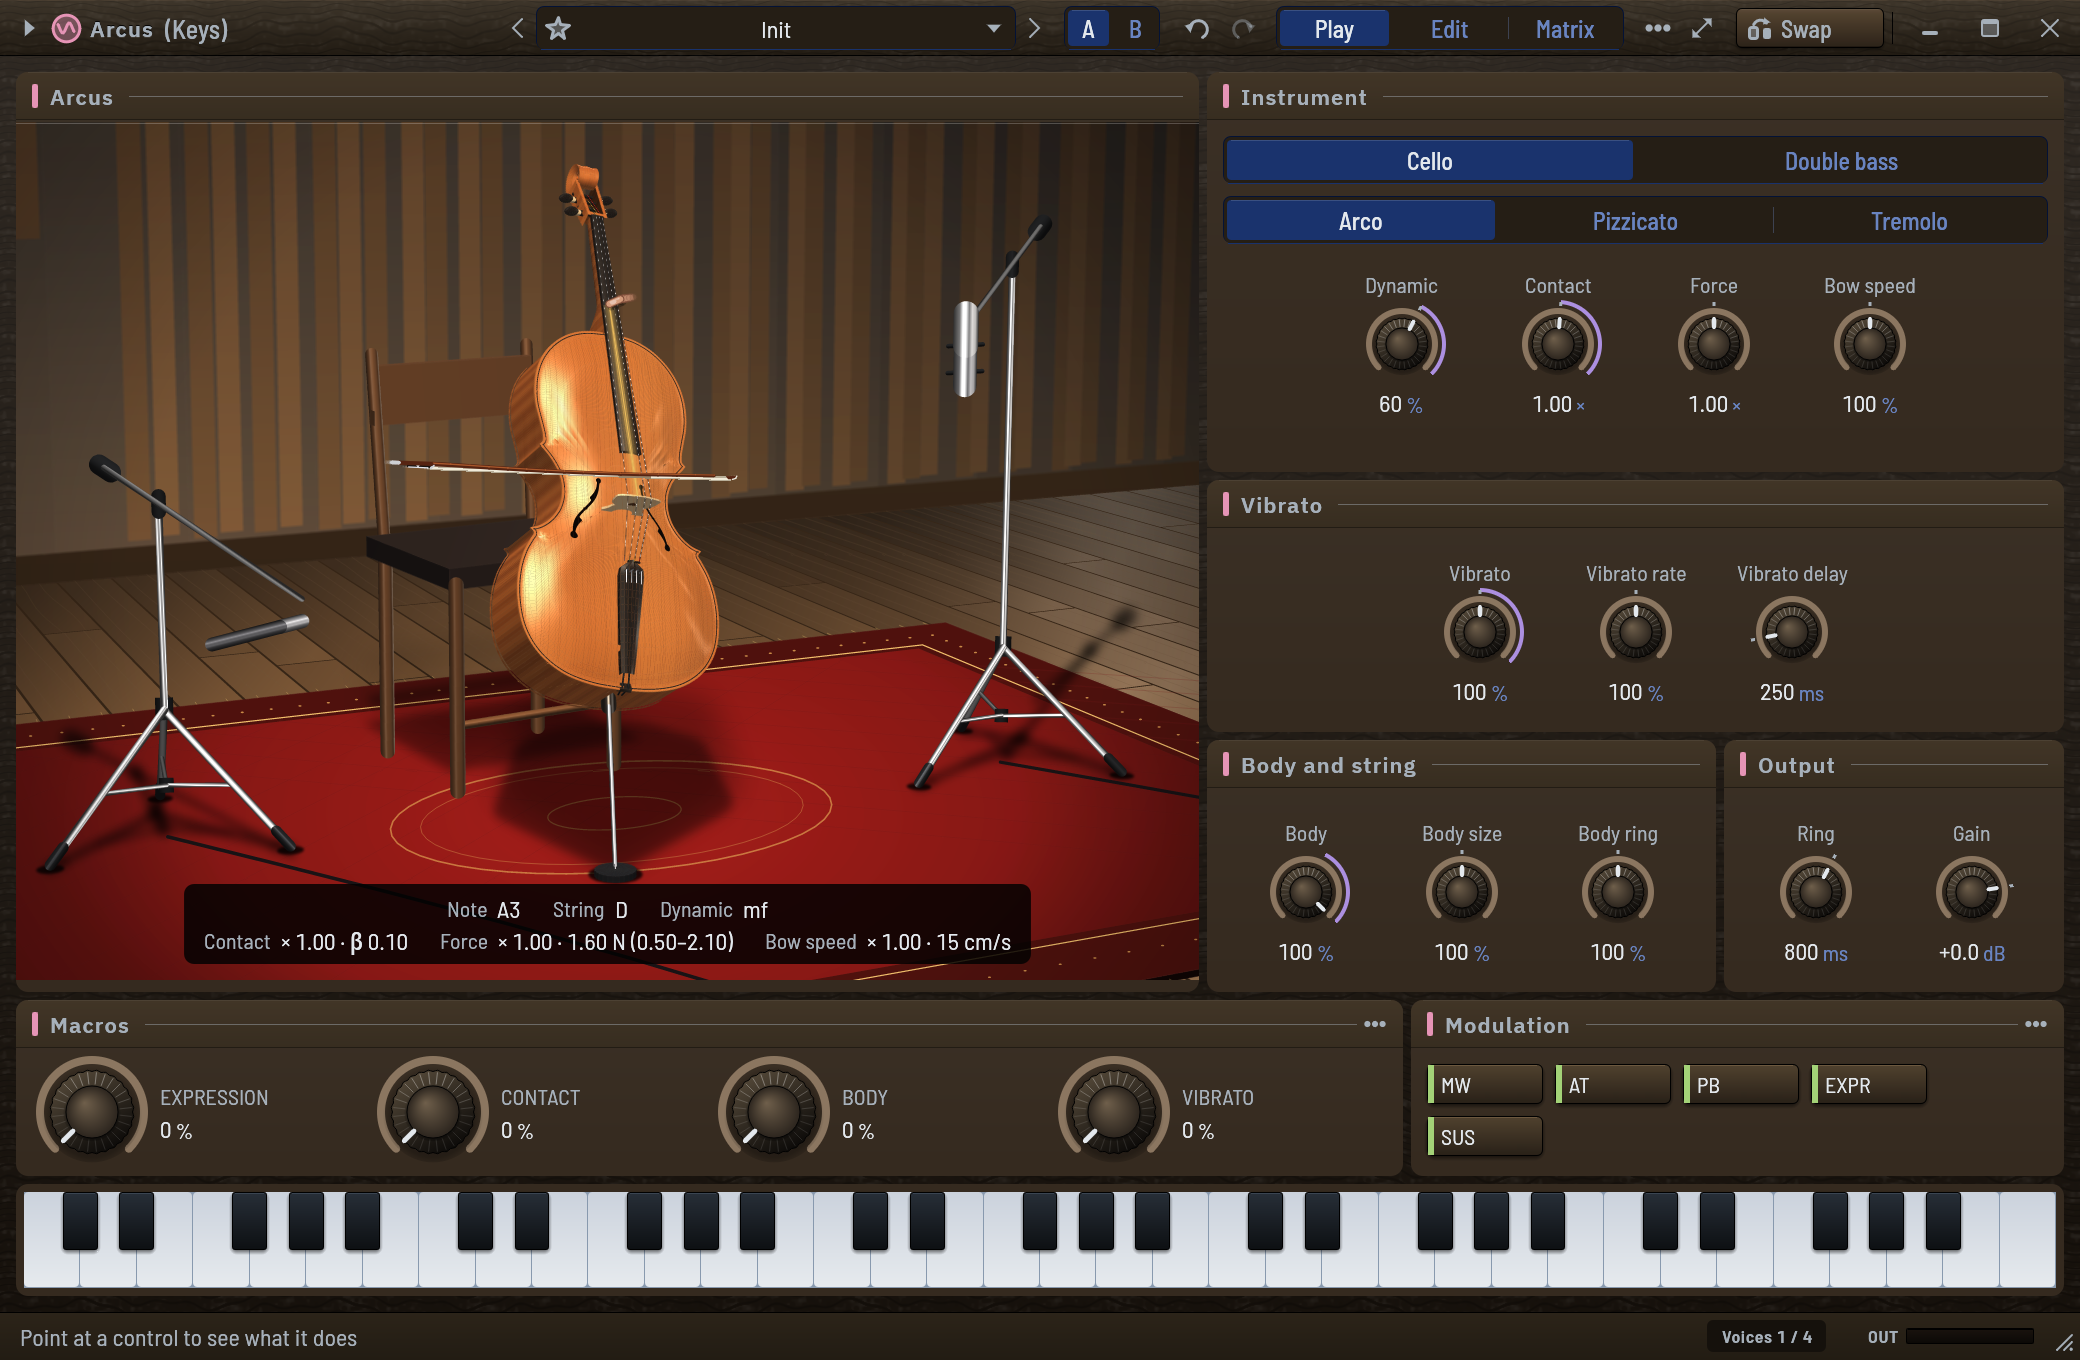 Arcus (Keys)
Init
A B
Play Edit Matrix
Swap
Arcus
Instrument
Cello Double bass
Arco Pizzicato Tremolo
Dynamic Contact Force Bow speed
60 % 1.00 × 1.00 × 100 %
Vibrato
Vibrato Vibrato rate Vibrato delay
100 % 100 % 250 ms
Body and string
Body Body size Body ring
100 % 100 % 100 %
Output
Ring Gain
800 ms +0.0 dB
Note A3 String D Dynamic mf
Contact × 1.00 · β 0.10 Force × 1.00 · 1.60 N (0.50–2.10) Bow speed × 1.00 · 15 cm/s
Macros
EXPRESSION
0 %
CONTACT
0 %
BODY
0 %
VIBRATO
0 %
Modulation
MW AT PB EXPR
SUS
Point at a control to see what it does
Voices 1 / 4
OUT